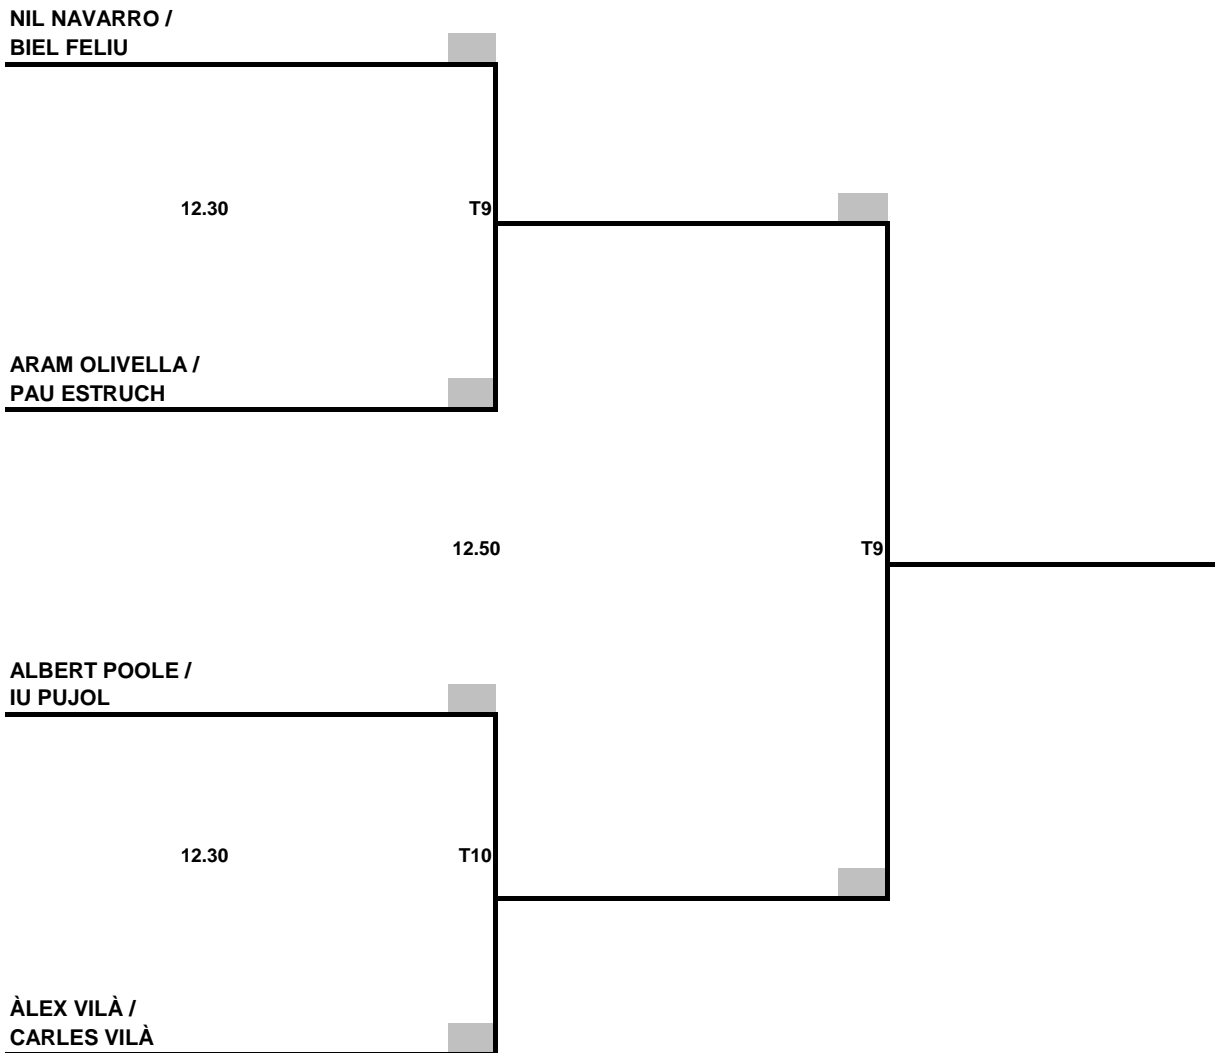 NIL NAVARRO /
BIEL FELIU
12.30
T9
ARAM OLIVELLA /
PAU ESTRUCH
12.50
T9
ALBERT POOLE /
IU PUJOL
12.30
T10
ÀLEX VILÀ /
CARLES VILÀ